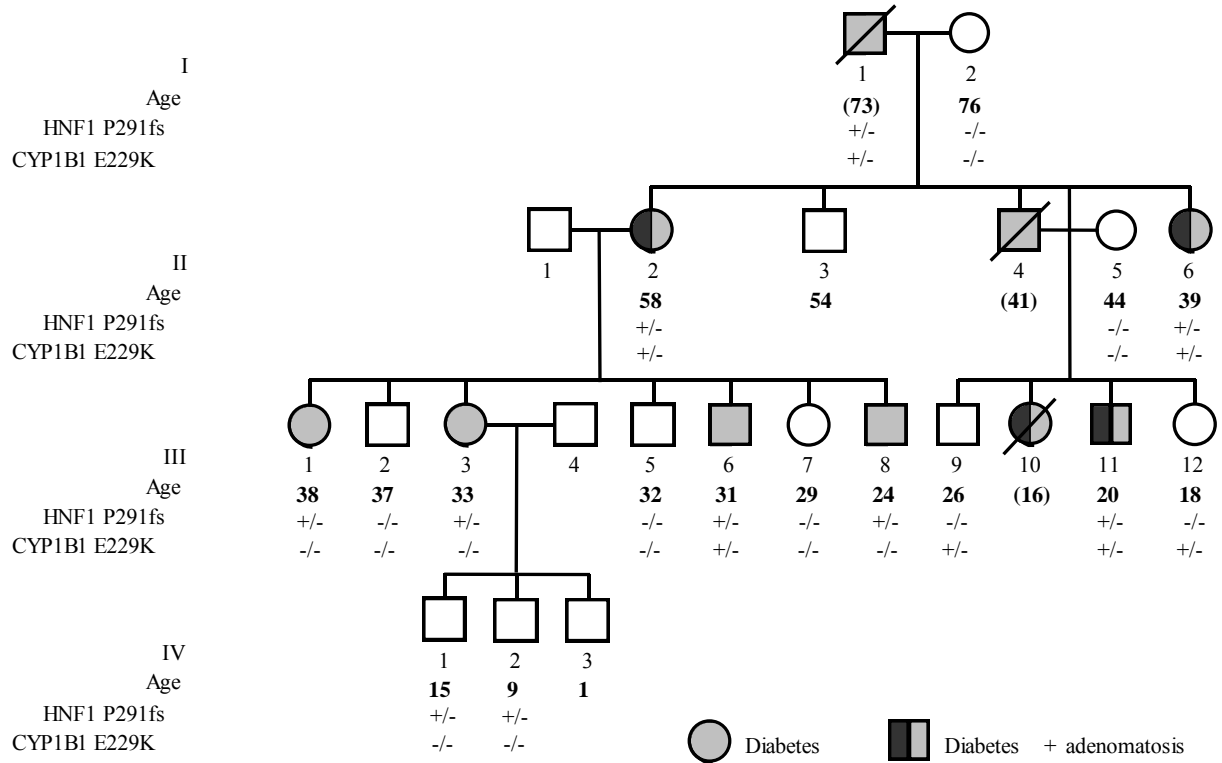 I
1 2
Age (73) 76
HNF1 P291fs +/- -/-
CYP1B1 E229K +/- -/-
II
1 2 3 4 5 6
Age 58 54 (41) 44 39
HNF1 P291fs +/- -/- +/-
CYP1B1 E229K +/- -/- +/-
III
1 2 3 4 5 6 7 8 9 10 11 12
Age 38 37 33 32 31 29 24 26 (16) 20 18
HNF1 P291fs +/- -/- +/- -/- +/- -/- +/- -/- +/- -/-
CYP1B1 E229K -/- -/- -/- -/- +/- -/- -/- +/- +/- +/-
IV
1 2 3
Age 15 9 1
HNF1 P291fs +/- +/-
CYP1B1 E229K -/- -/-
Diabetes Diabetes + adenomatosis